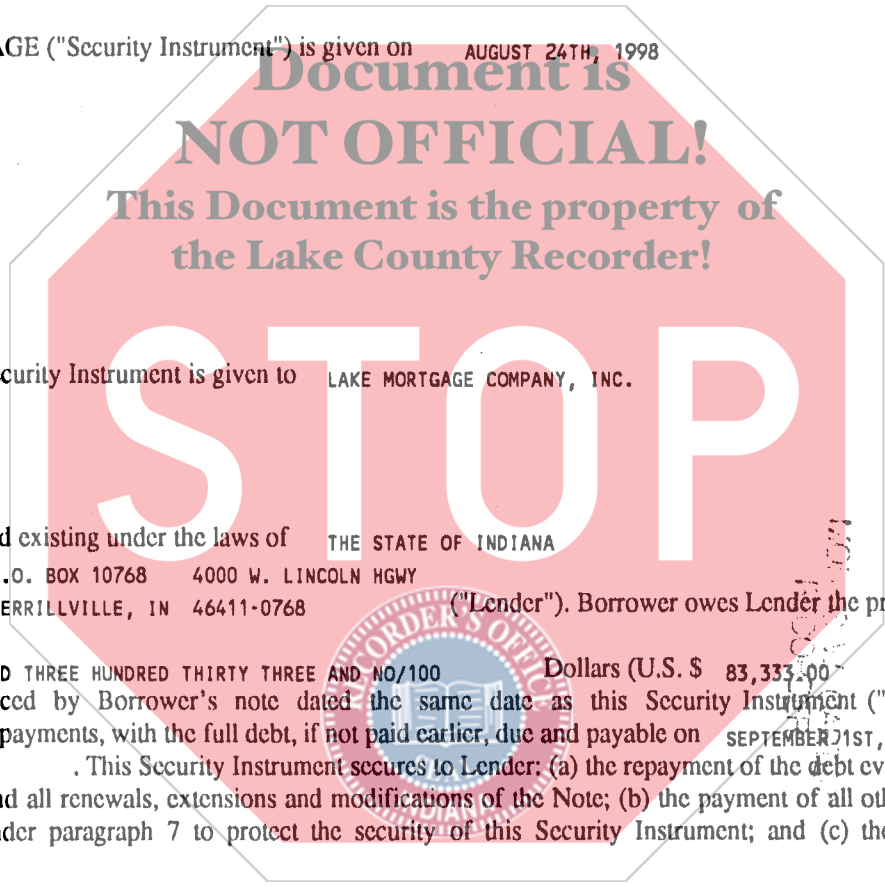 AGE ("Security Instrument") is given on AUGUST 24TH, 1998
Document is
NOT OFFICIAL!
This Document is the property of
the Lake County Recorder!
STOP
curity Instrument is given to LAKE MORTGAGE COMPANY, INC.
d existing under the laws of THE STATE OF INDIANA
.O. BOX 10768 4000 W. LINCOLN HGWY
ERRILLVILLE, IN 46411-0768 ("Lender"). Borrower owes Lender the pr
RECORDER'S OFFICE
D THREE HUNDRED THIRTY THREE AND NO/100 Dollars (U.S. $ 83,333.00
ced by Borrower's note dated the same date as this Security Instrument ("
payments, with the full debt, if not paid earlier, due and payable on SEPTEMBER 1ST,
. This Security Instrument secures to Lender: (a) the repayment of the debt ev
nd all renewals, extensions and modifications of the Note; (b) the payment of all oth
INDIANA
nder paragraph 7 to protect the security of this Security Instrument; and (c) the